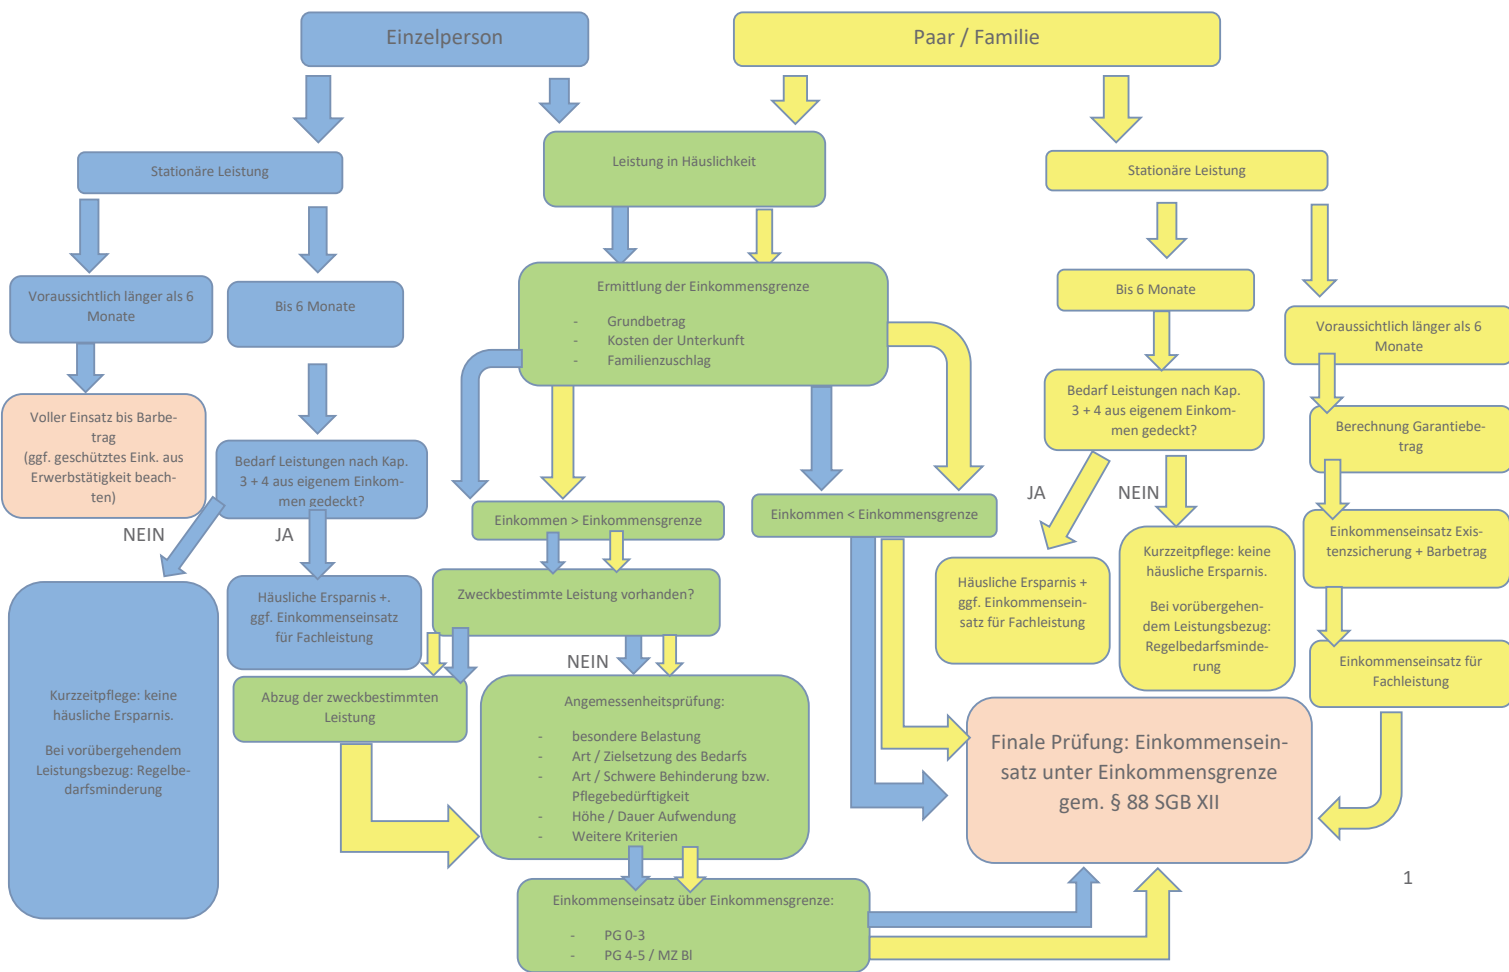 Einzelperson
Paar / Familie
Stationäre Leistung
Leistung in Häuslichkeit
Stationäre Leistung
Voraussichtlich länger als 6
Monate
Bis 6 Monate
Ermittlung der Einkommensgrenze
- Grundbetrag
- Kosten der Unterkunft
- Familienzuschlag
Bis 6 Monate
Voraussichtlich länger als 6
Monate
Voller Einsatz bis Barbe-
trag
(ggf. geschütztes Eink. aus
Erwerbstätigkeit beach-
ten)
Bedarf Leistungen nach Kap.
3 + 4 aus eigenem Einkom-
men gedeckt?
Bedarf Leistungen nach Kap.
3 + 4 aus eigenem Einkom-
men gedeckt?
Berechnung Garantiebe-
trag
NEIN
JA
Einkommen > Einkommensgrenze
Einkommen < Einkommensgrenze
JA
NEIN
Einkommenseinsatz Exis-
tenzsicherung + Barbetrag
Häusliche Ersparnis +.
ggf. Einkommenseinsatz
für Fachleistung
Zweckbestimmte Leistung vorhanden?
Häusliche Ersparnis +
ggf. Einkommensein-
satz für Fachleistung
Kurzzeitpflege: keine
häusliche Ersparnis.
Bei vorübergehen-
dem Leistungsbezug:
Regelbedarfsminde-
rung
Einkommenseinsatz für
Fachleistung
NEIN
Kurzzeitpflege: keine
häusliche Ersparnis.
Bei vorübergehendem
Leistungsbezug: Regelbe-
darfsminderung
Abzug der zweckbestimmten
Leistung
Angemessenheitsprüfung:
- besondere Belastung
- Art / Zielsetzung des Bedarfs
- Art / Schwere Behinderung bzw.
Pflegebedürftigkeit
- Höhe / Dauer Aufwendung
- Weitere Kriterien
Finale Prüfung: Einkommensein-
satz unter Einkommensgrenze
gem. § 88 SGB XII
Einkommenseinsatz über Einkommensgrenze:
- PG 0-3
- PG 4-5 / MZ Bl
1